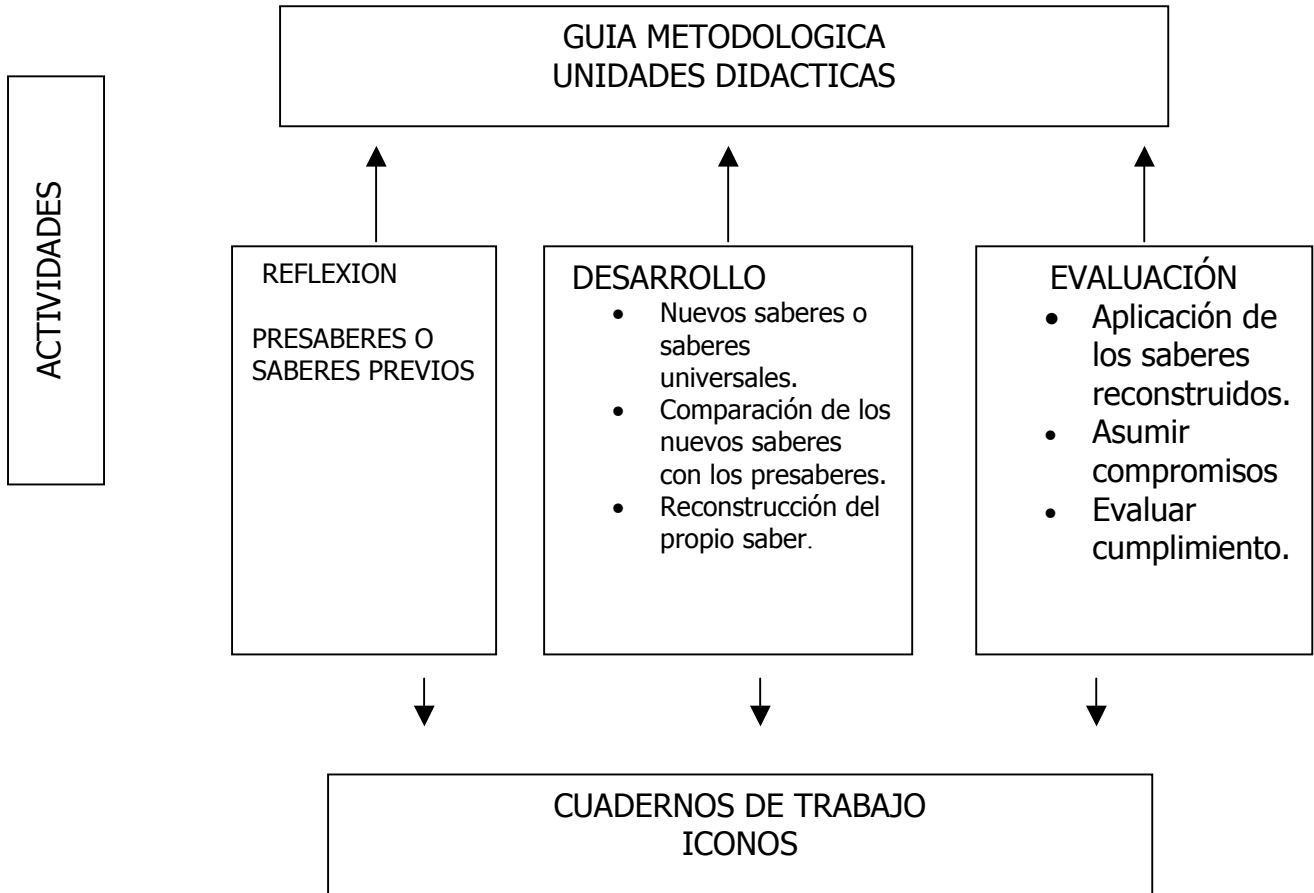 GUIA METODOLOGICA
UNIDADES DIDACTICAS
ACTIVIDADES
REFLEXION
PRESABERES O
SABERES PREVIOS
DESARROLLO
• Nuevos saberes o
saberes
universales.
• Comparación de los
nuevos saberes
con los presaberes.
• Reconstrucción del
propio saber.
EVALUACIÓN
• Aplicación de
los saberes
reconstruidos.
• Asumir
compromisos
• Evaluar
cumplimiento.
CUADERNOS DE TRABAJO
ICONOS